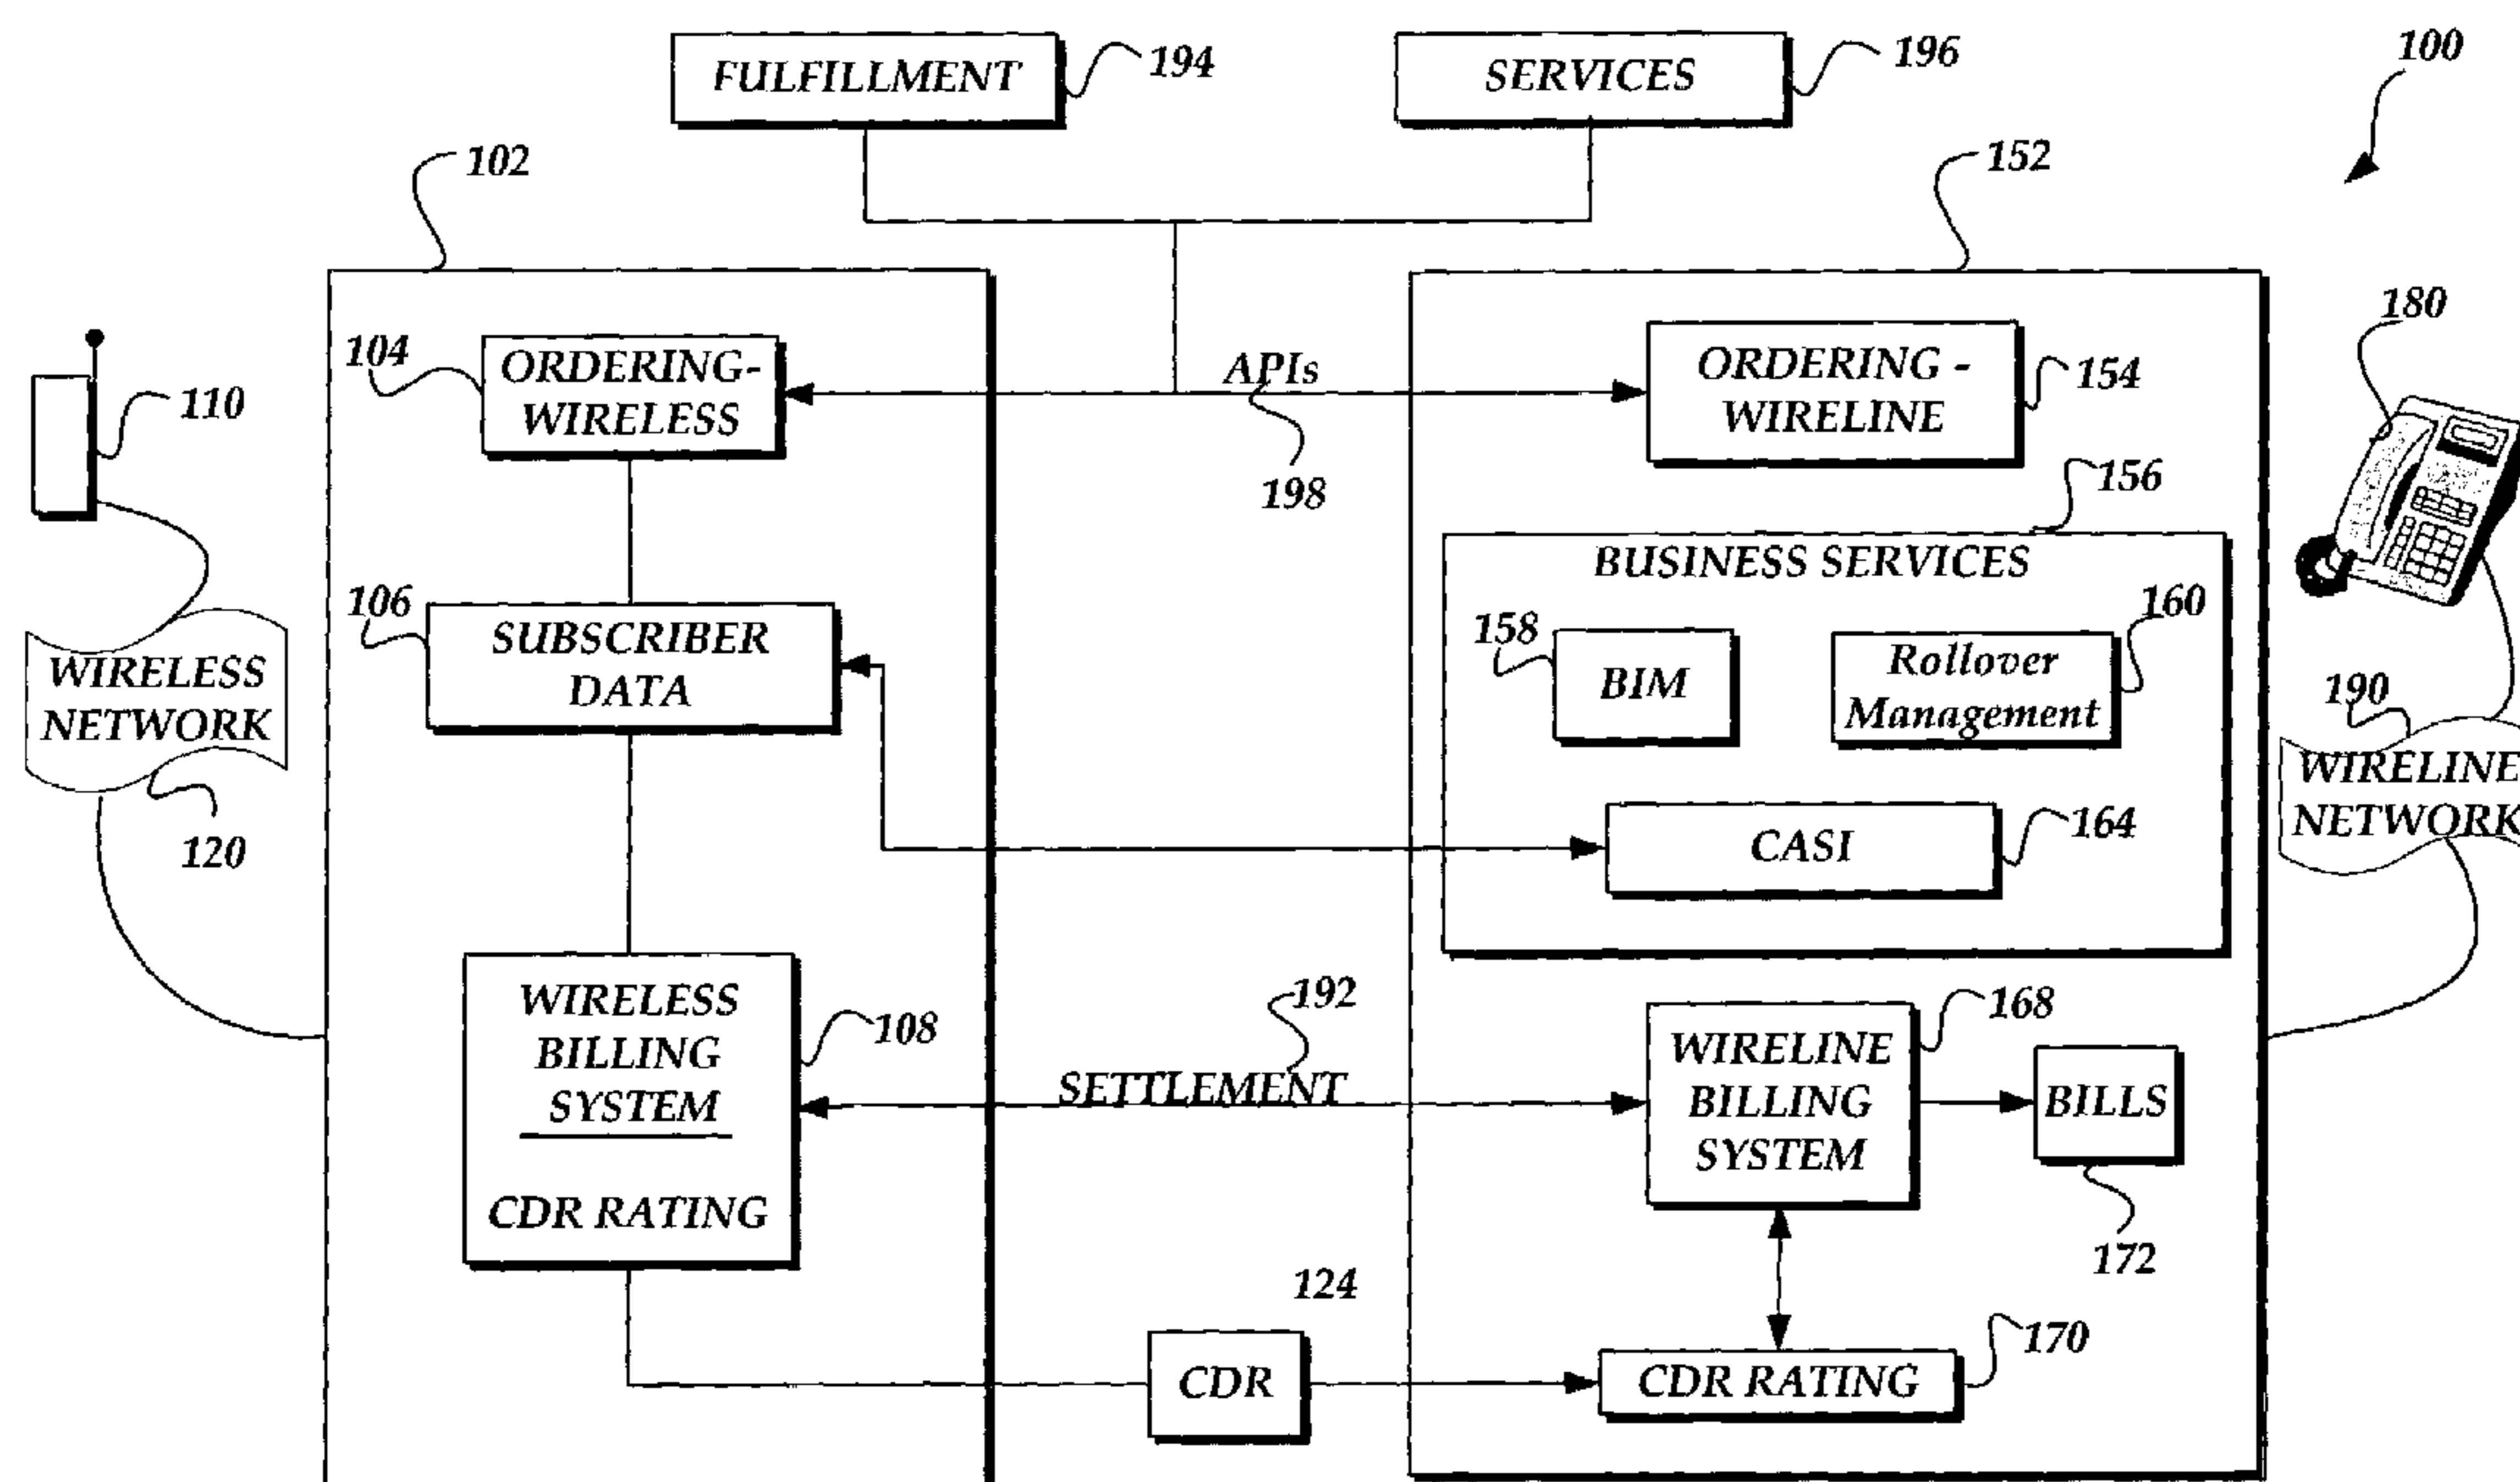 FULFILLMENT
194
SERVICES
196
100
102
152
104
ORDERING-
WIRELESS
APIs
198
ORDERING -
WIRELINE
154
180
110
156
BUSINESS SERVICES
106
SUBSCRIBER
DATA
158
BIM
Rollover
Management
160
WIRELESS
NETWORK
120
190
WIRELINE
NETWORK
CASI
164
WIRELESS
BILLING
SYSTEM
CDR RATING
108
192
SETTLEMENT
WIRELINE
BILLING
SYSTEM
168
BILLS
172
124
CDR
CDR RATING
170